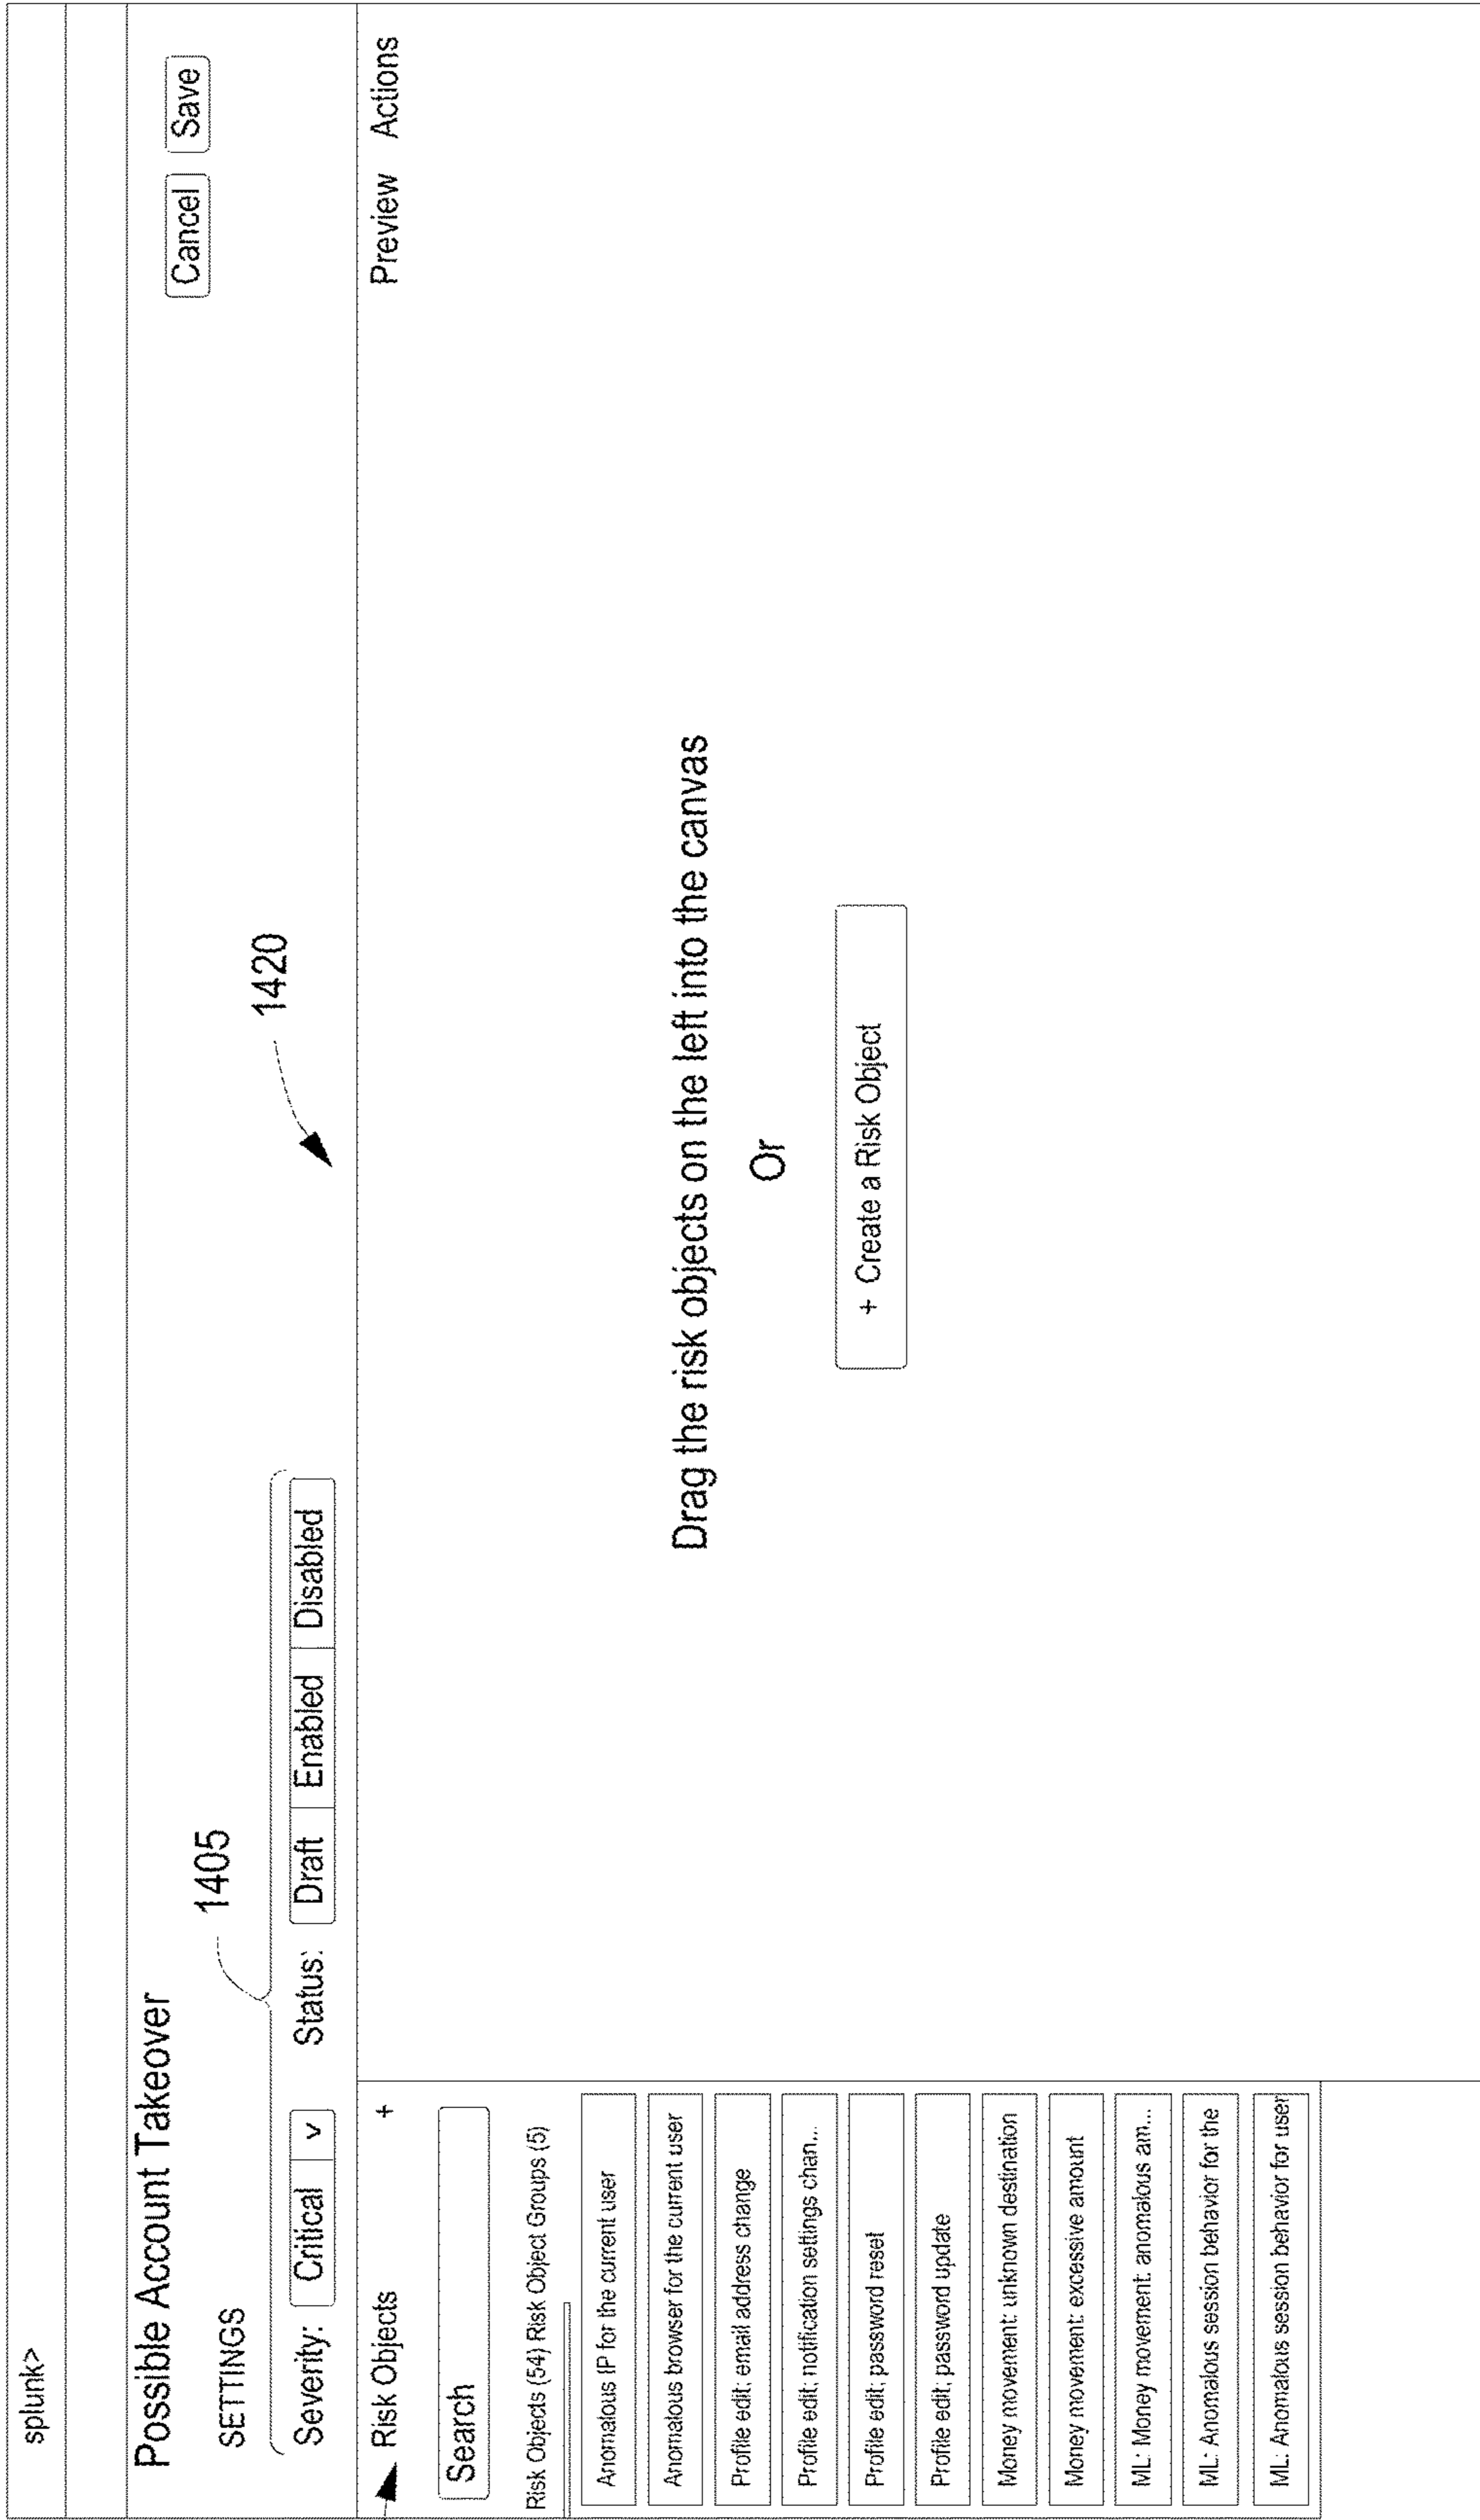 splunk>
Possible Account Takeover
Cancel Save
SETTINGS
1405
1420
Severity: Critical v Status: Draft Enabled Disabled
Risk Objects +
Preview Actions
Search
Risk Objects (54) Risk Object Groups (5)
Anomalous IP for the current user
Anomalous browser for the current user
Profile edit: email address change
Profile edit: notification settings chan...
Profile edit: password reset
Profile edit: password update
Money movement: unknown destination
Money movement: excessive amount
ML: Money movement: anomalous am...
ML: Anomalous session behavior for the
ML: Anomalous session behavior for user
Drag the risk objects on the left into the canvas
Or
+ Create a Risk Object